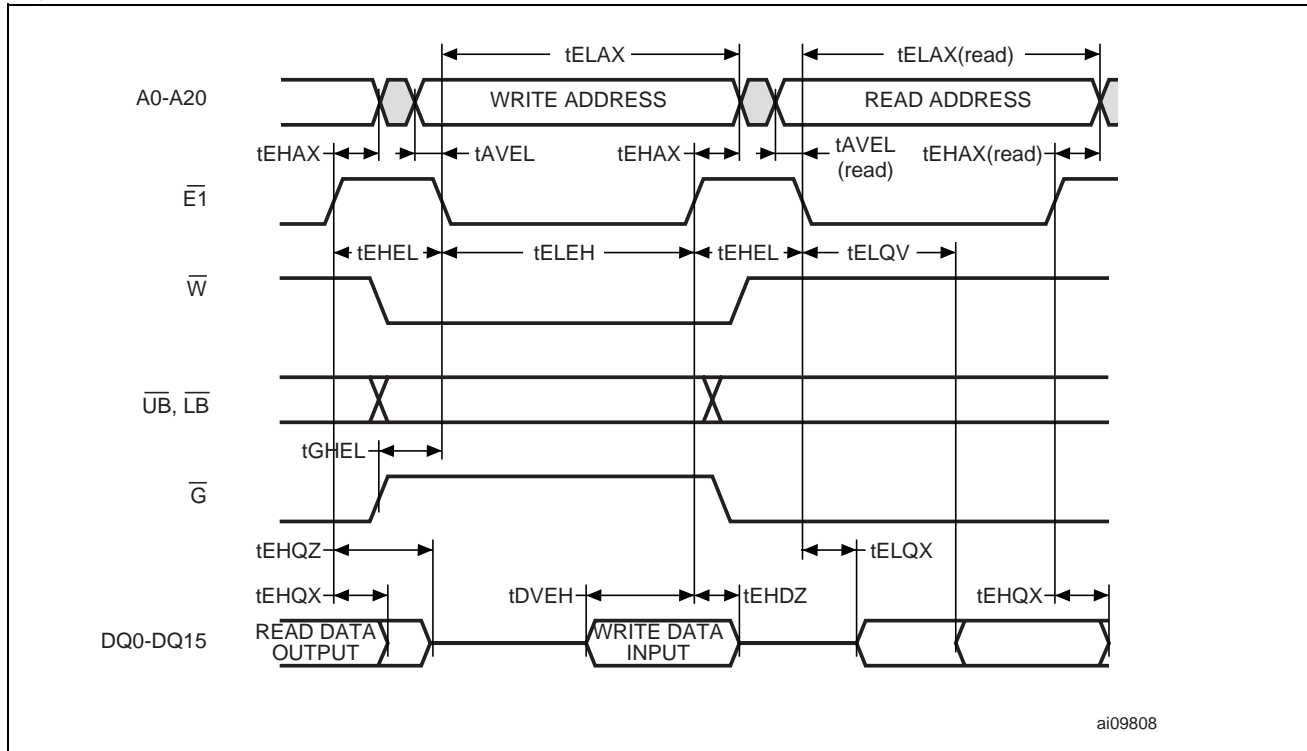 tELAX
tELAX(read)
A0-A20
WRITE ADDRESS
READ ADDRESS
tEHAX
tAVEL
tEHAX
tAVEL
(read)
tEHAX(read)
E1
tEHEL
tELEH
tEHEL
tELQV
W
UB, LB
tGHEL
G
tEHQZ
tELQX
tEHQX
tDVEH
tEHDZ
tEHQX
DQ0-DQ15
READ DATA
OUTPUT
WRITE DATA
INPUT
ai09808